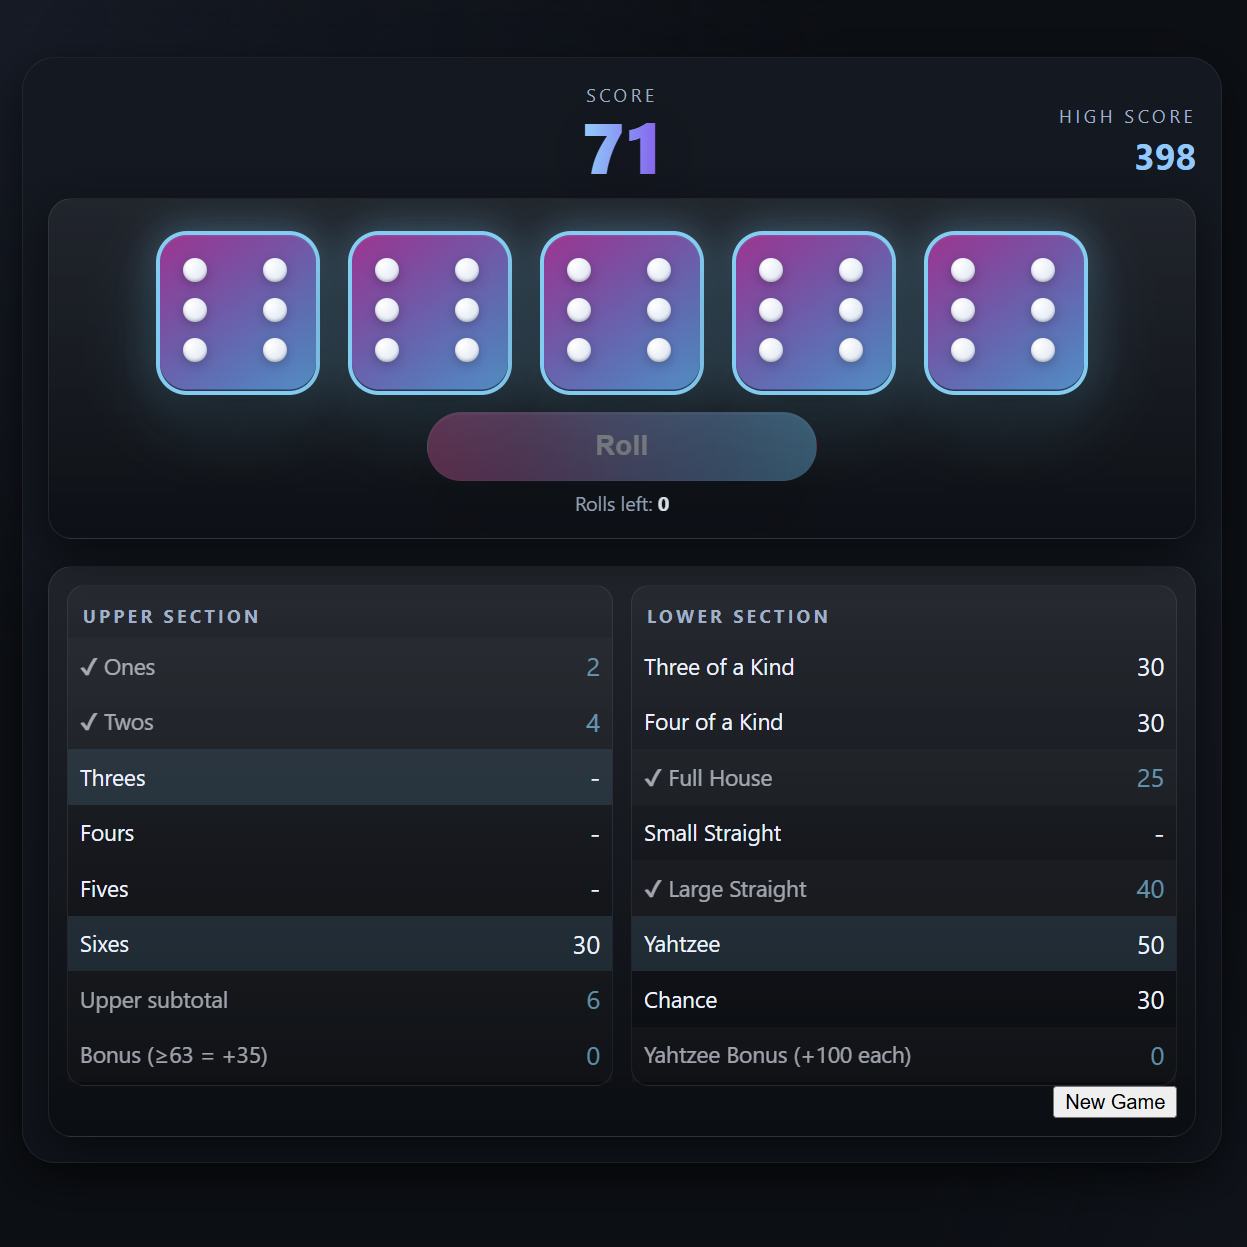 SCORE
71
HIGH SCORE
398
Roll
Rolls left: 0
UPPER SECTION
✓ Ones 2
✓ Twos 4
Threes -
Fours -
Fives -
Sixes 30
Upper subtotal 6
Bonus (≥63 = +35) 0
LOWER SECTION
Three of a Kind 30
Four of a Kind 30
✓ Full House 25
Small Straight -
✓ Large Straight 40
Yahtzee 50
Chance 30
Yahtzee Bonus (+100 each) 0
New Game